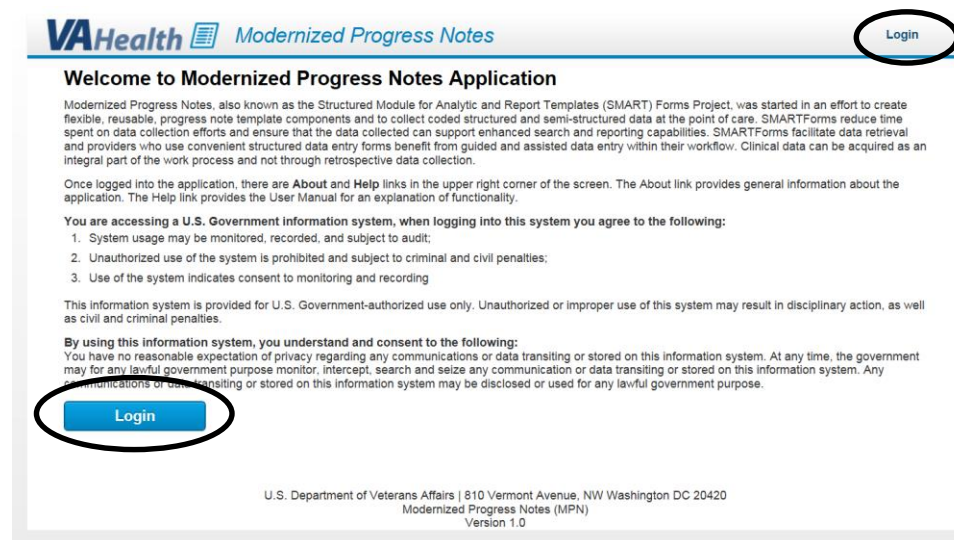 VAHealth Modernized Progress Notes
Login
Welcome to Modernized Progress Notes Application
Modernized Progress Notes, also known as the Structured Module for Analytic and Report Templates (SMART) Forms Project, was started in an effort to create
flexible, reusable, progress note template components and to collect coded structured and semi-structured data at the point of care. SMARTForms reduce time
spent on data collection efforts and ensure that the data collected can support enhanced search and reporting capabilities. SMARTForms facilitate data retrieval
and providers who use convenient structured data entry forms benefit from guided and assisted data entry within their workflow. Clinical data can be acquired as an
integral part of the work process and not through retrospective data collection.
Once logged into the application, there are About and Help links in the upper right corner of the screen. The About link provides general information about the
application. The Help link provides the User Manual for an explanation of functionality.
You are accessing a U.S. Government information system, when logging into this system you agree to the following:
1. System usage may be monitored, recorded, and subject to audit;
2. Unauthorized use of the system is prohibited and subject to criminal and civil penalties;
3. Use of the system indicates consent to monitoring and recording
This information system is provided for U.S. Government-authorized use only. Unauthorized or improper use of this system may result in disciplinary action, as well
as civil and criminal penalties.
By using this information system, you understand and consent to the following:
You have no reasonable expectation of privacy regarding any communications or data transiting or stored on this information system. At any time, the government
may for any lawful government purpose monitor, intercept, search and seize any communication or data transiting or stored on this information system. Any
communications or data transiting or stored on this information system may be disclosed or used for any lawful government purpose.
Login
U.S. Department of Veterans Affairs | 810 Vermont Avenue, NW Washington DC 20420
Modernized Progress Notes (MPN)
Version 1.0